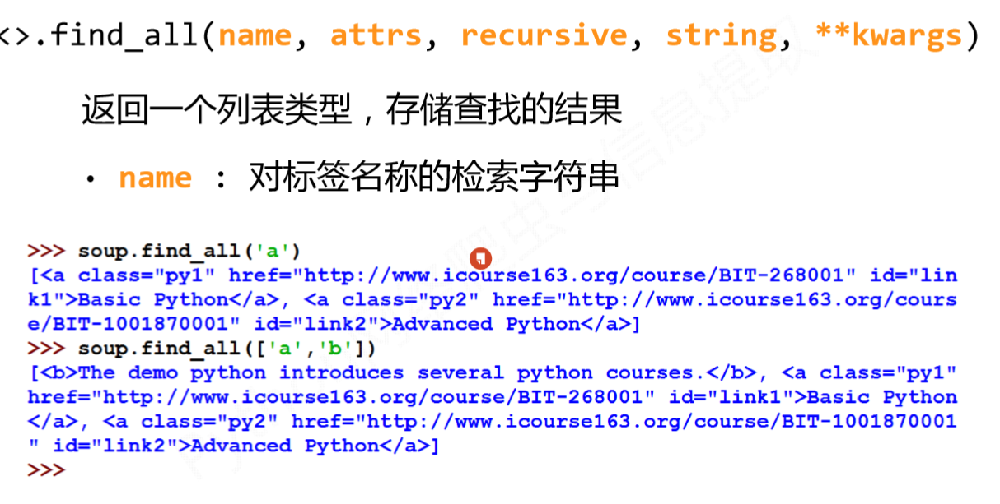 <>.find_all(name, attrs, recursive, string, **kwargs)
返回一个列表类型，存储查找的结果
• name : 对标签名称的检索字符串
>>> soup.find_all('a')
[<a class="py1" href="http://www.icourse163.org/course/BIT-268001" id="lin
k1">Basic Python</a>, <a class="py2" href="http://www.icourse163.org/cours
e/BIT-1001870001" id="link2">Advanced Python</a>]
>>> soup.find_all(['a','b'])
[<b>The demo python introduces several python courses.</b>, <a class="py1"
href="http://www.icourse163.org/course/BIT-268001" id="link1">Basic Python
</a>, <a class="py2" href="http://www.icourse163.org/course/BIT-1001870001
" id="link2">Advanced Python</a>]
>>>